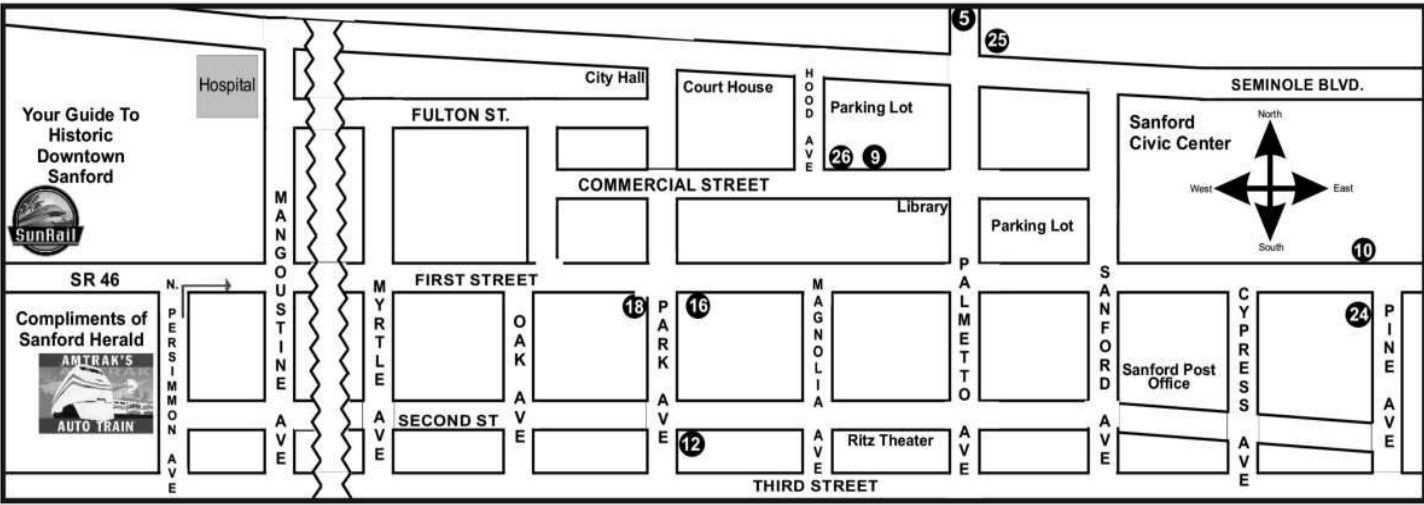 5
25
Hospital
City Hall
Court House
HOOD AVE
Parking Lot
SEMINOLE BLVD.
Your Guide To
Historic
Downtown
Sanford
FULTON ST.
26
9
Sanford
Civic Center
North
West
East
South
SunRail
COMMERCIAL STREET
Library
Parking Lot
10
SR 46
N. PERSIMMON AVE
MANGOUSTINE AVE
MYRTLE AVE
FIRST STREET
OAK AVE
18
PARK AVE
16
MAGNOLIA AVE
PALMETTO AVE
SANFORD AVE
CYPRESS AVE
24
PINE AVE
Compliments of
Sanford Herald
AMTRAK'S
AUTO TRAIN
Sanford Post
Office
SECOND ST
12
Ritz Theater
THIRD STREET